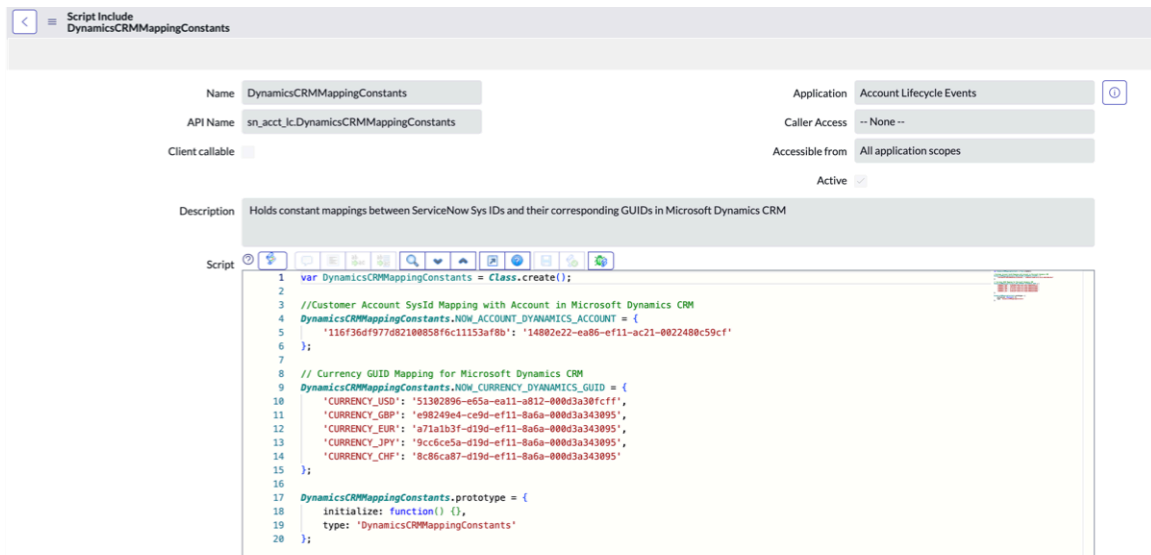 Script Include
DynamicsCRMMappingConstants
Name DynamicsCRMMappingConstants
Application Account Lifecycle Events
API Name sn_acct_lc.DynamicsCRMMappingConstants
Caller Access -- None --
Client callable
Accessible from All application scopes
Active
Description Holds constant mappings between ServiceNow Sys IDs and their corresponding GUIDs in Microsoft Dynamics CRM
Script
1 var DynamicsCRMMappingConstants = Class.create();
2
3 //Customer Account SysId Mapping with Account in Microsoft Dynamics CRM
4 DynamicsCRMMappingConstants.NOW_ACCOUNT_DYANAMICS_ACCOUNT = {
5 '116f36df977d82100858f6c11153af8b': '14802e22-ea86-ef11-ac21-0022480c59cf'
6 };
7
8 // Currency GUID Mapping for Microsoft Dynamics CRM
9 DynamicsCRMMappingConstants.NOW_CURRENCY_DYANAMICS_GUID = {
10 'CURRENCY_USD': '51302896-e65a-ea11-a812-000d3a30fcff',
11 'CURRENCY_GBP': 'e98249e4-ce9d-ef11-8a6a-000d3a343095',
12 'CURRENCY_EUR': 'a71a1b3f-d19d-ef11-8a6a-000d3a343095',
13 'CURRENCY_JPY': '9cc6ce5a-d19d-ef11-8a6a-000d3a343095',
14 'CURRENCY_CHF': '8c86ca87-d19d-ef11-8a6a-000d3a343095'
15 };
16
17 DynamicsCRMMappingConstants.prototype = {
18 initialize: function() {},
19 type: 'DynamicsCRMMappingConstants'
20 };